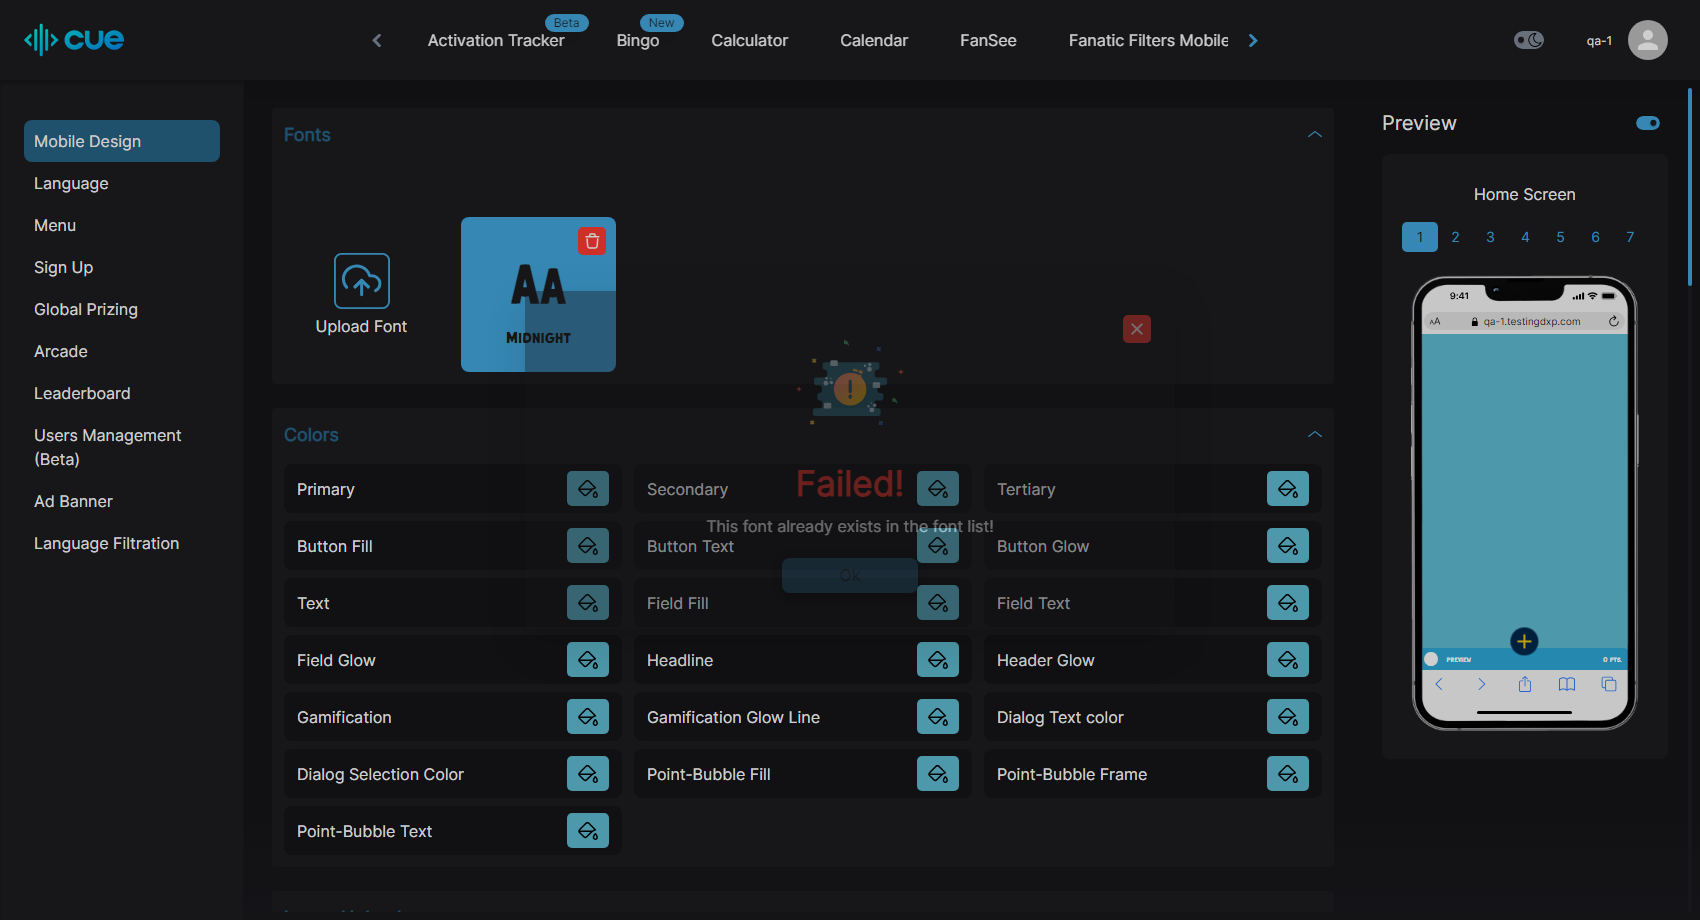 cue
Activation Tracker
Beta
Bingo
New
Calculator
Calendar
FanSee
Fanatic Filters Mobile
qa-1
Mobile Design
Language
Menu
Sign Up
Global Prizing
Arcade
Leaderboard
Users Management
(Beta)
Ad Banner
Language Filtration
Fonts
Upload Font
AA
MIDNIGHT
Failed!
This font already exists in the font list!
Ok
Colors
Primary
Secondary
Tertiary
Button Fill
Button Text
Button Glow
Text
Field Fill
Field Text
Field Glow
Headline
Header Glow
Gamification
Gamification Glow Line
Dialog Text color
Dialog Selection Color
Point-Bubble Fill
Point-Bubble Frame
Point-Bubble Text
Preview
Home Screen
1 2 3 4 5 6 7
9:41
AA qa-1.testingdxp.com
PREVIEW
0 PTS.